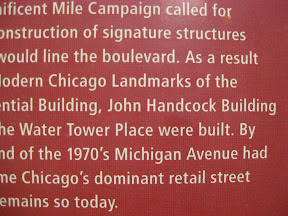 nificent Mile Campaign called for
onstruction of signature structures
would line the boulevard. As a result
Modern Chicago Landmarks of the
ential Building, John Handcock Building
he Water Tower Place were built. By
nd of the 1970's Michigan Avenue had
me Chicago's dominant retail street
emains so today.